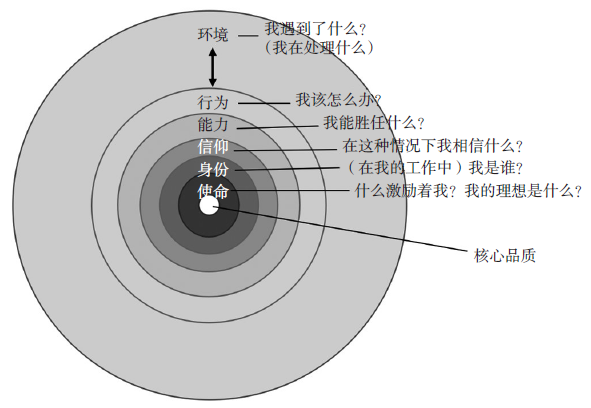 环境 我遇到了什么？
（我在处理什么）
行为 我该怎么办？
能力 我能胜任什么？
信仰 在这种情况下我相信什么？
身份 （在我的工作中）我是谁？
使命 什么激励着我？我的理想是什么？
核心品质